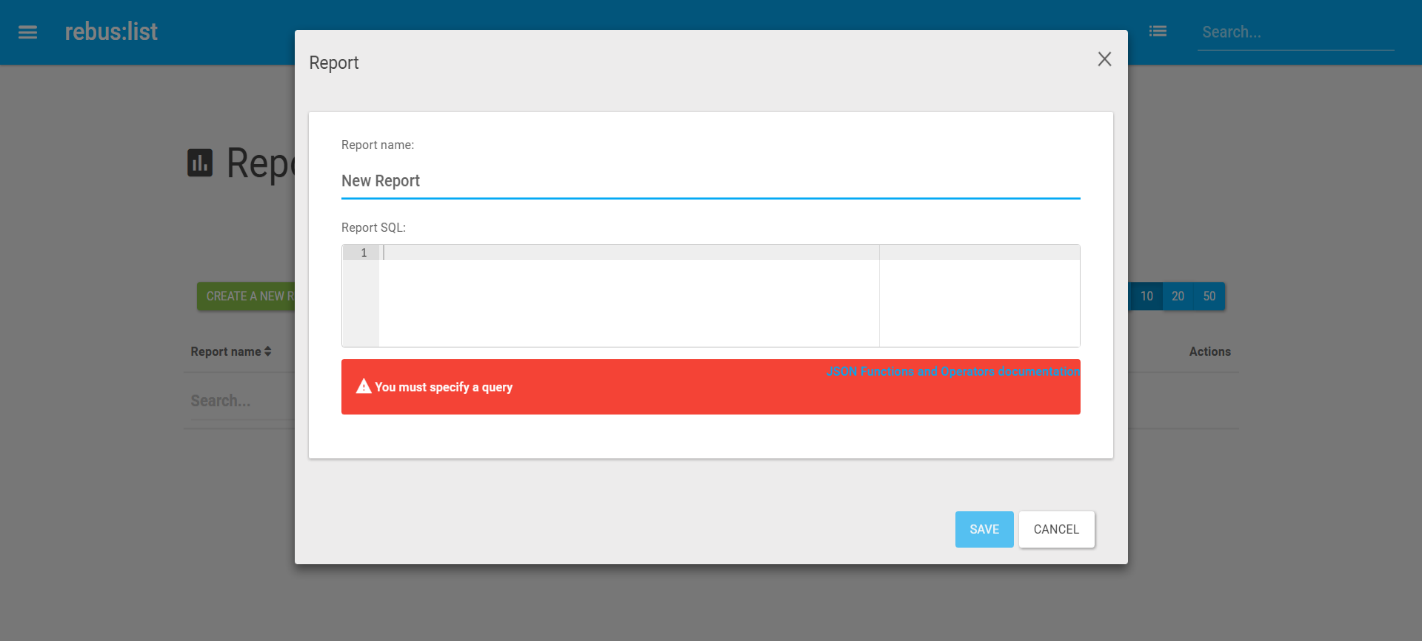 rebus:list
Search...
Report
Report name:
New Report
Report SQL:
1
JSON Functions and Operators documentation
You must specify a query
SAVE
CANCEL
Repo
CREATE A NEW R
10
20
50
Report name
Actions
Search...